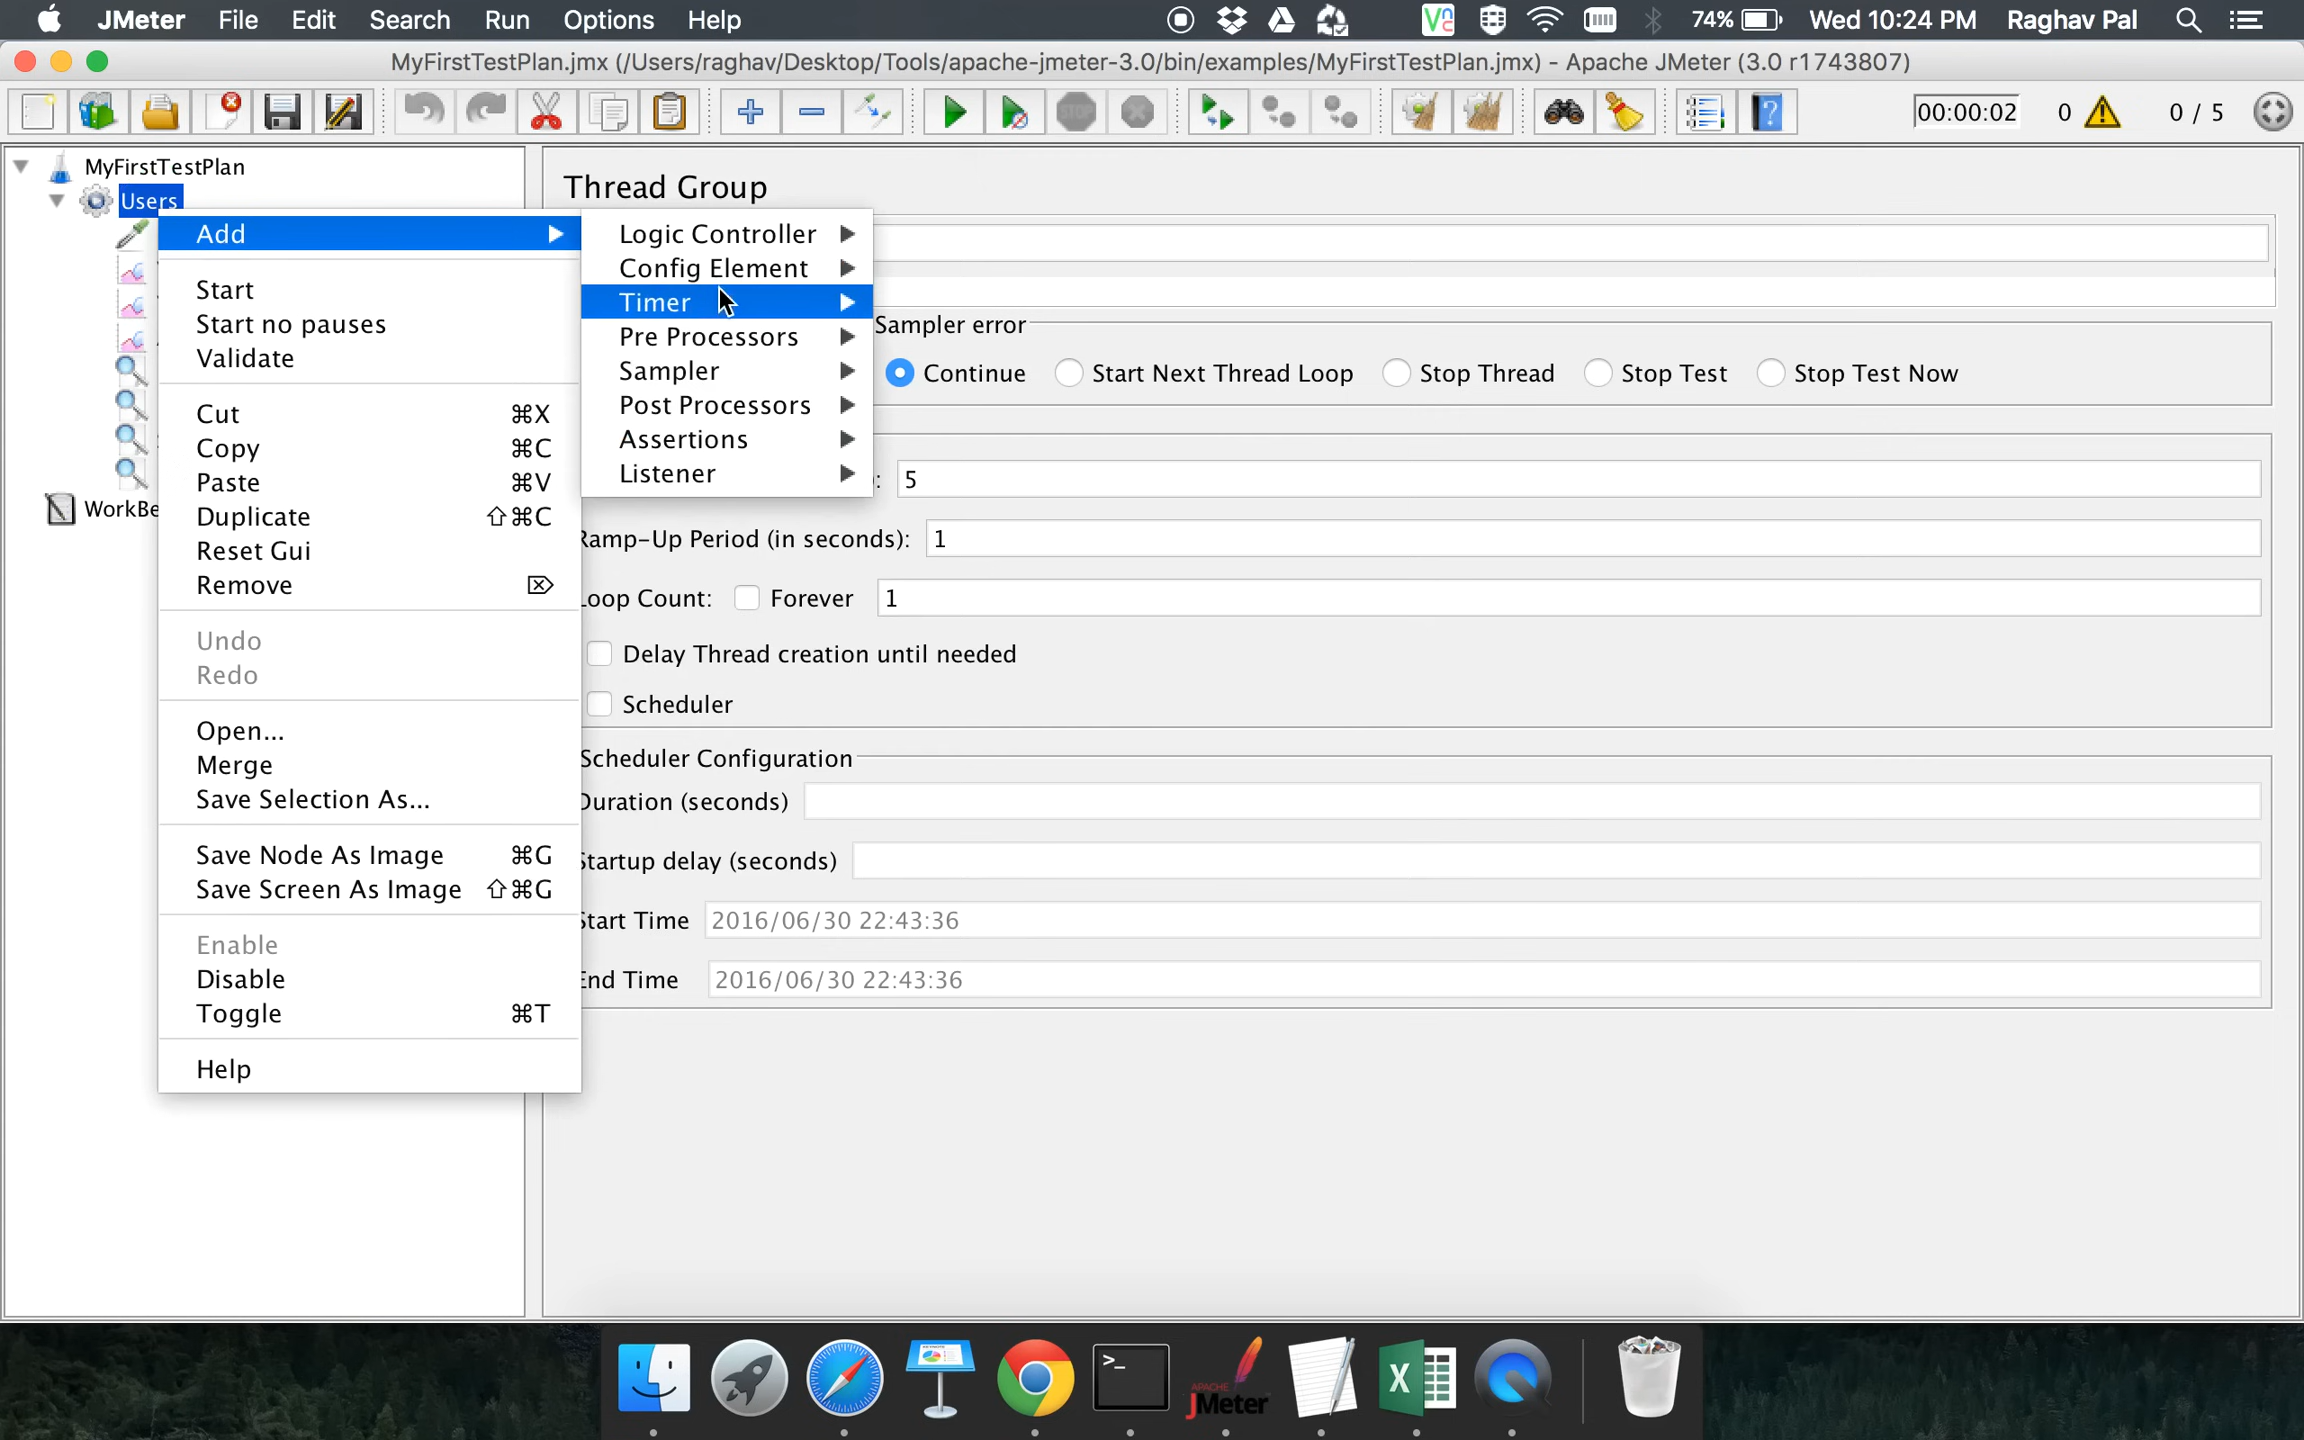 JMeter File Edit Search Run Options Help 74% Wed 10:24 PM Raghav Pal
MyFirstTestPlan.jmx (/Users/raghav/Desktop/Tools/apache-jmeter-3.0/bin/examples/MyFirstTestPlan.jmx) - Apache JMeter (3.0 r1743807)
STOP 00:00:02 0 0 / 5
MyFirstTestPlan
Users
WorkBe
Add
Start
Start no pauses
Validate
Cut ⌘X
Copy ⌘C
Paste ⌘V
Duplicate ⇧⌘C
Reset Gui
Remove ⌦
Undo
Redo
Open...
Merge
Save Selection As...
Save Node As Image ⌘G
Save Screen As Image ⇧⌘G
Enable
Disable
Toggle ⌘T
Help
Logic Controller
Config Element
Timer
Pre Processors
Sampler
Post Processors
Assertions
Listener
Thread Group
Sampler error
Continue Start Next Thread Loop Stop Thread Stop Test Stop Test Now
: 5
Ramp-Up Period (in seconds): 1
Loop Count: Forever 1
Delay Thread creation until needed
Scheduler
Scheduler Configuration
Duration (seconds)
Startup delay (seconds)
Start Time 2016/06/30 22:43:36
End Time 2016/06/30 22:43:36
APACHE
JMeter